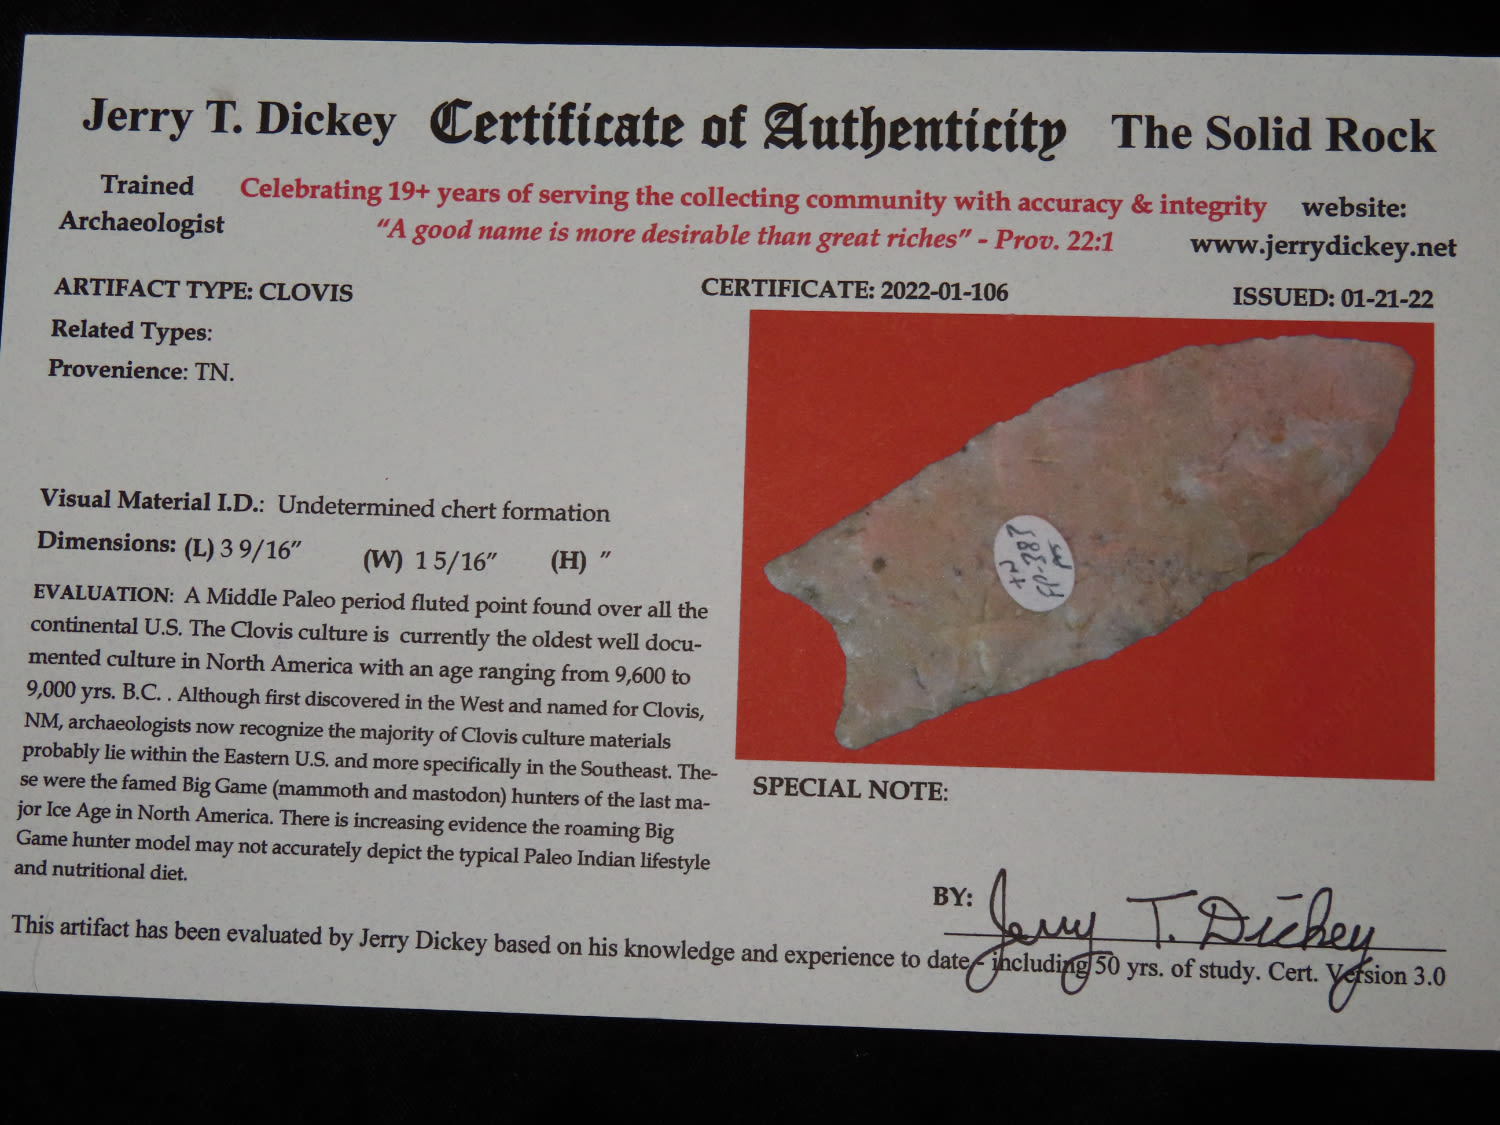 Jerry T. Dickey Certificate of Authenticity The Solid Rock
Trained Archaeologist
Celebrating 19+ years of serving the collecting community with accuracy & integrity
"A good name is more desirable than great riches" - Prov. 22:1
website:
www.jerrydickey.net
ARTIFACT TYPE: CLOVIS
CERTIFICATE: 2022-01-106
ISSUED: 01-21-22
Related Types:
Provenience: TN.
Visual Material I.D.: Undetermined chert formation
Dimensions: (L) 3 9/16" (W) 1 5/16" (H) "
EVALUATION: A Middle Paleo period fluted point found over all the
continental U.S. The Clovis culture is currently the oldest well docu-
mented culture in North America with an age ranging from 9,600 to
9,000 yrs. B.C. . Although first discovered in the West and named for Clovis,
NM, archaeologists now recognize the majority of Clovis culture materials
probably lie within the Eastern U.S. and more specifically in the Southeast. The-
se were the famed Big Game (mammoth and mastodon) hunters of the last ma-
jor Ice Age in North America. There is increasing evidence the roaming Big
Game hunter model may not accurately depict the typical Paleo Indian lifestyle
and nutritional diet.
TN
PP-383
SPECIAL NOTE:
BY: Jerry T. Dickey
This artifact has been evaluated by Jerry Dickey based on his knowledge and experience to date - including 50 yrs. of study. Cert. Version 3.0